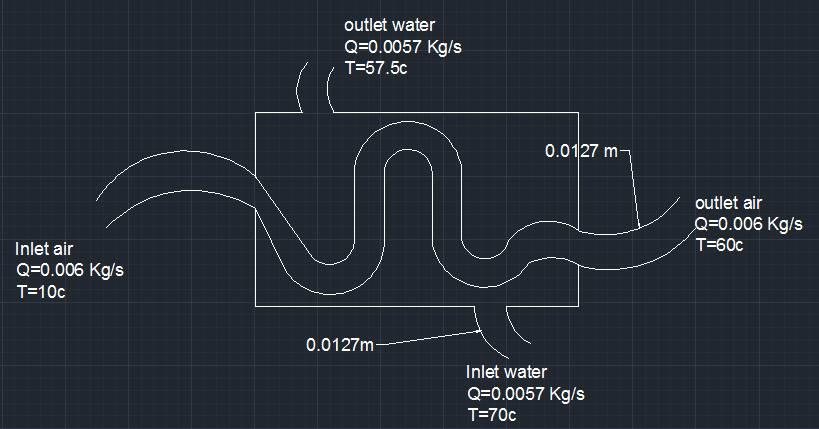 outlet water
Q=0.0057 Kg/s
T=57.5c
0.0127 m
outlet air
Q=0.006 Kg/s
T=60c
Inlet air
Q=0.006 Kg/s
T=10c
0.0127m
Inlet water
Q=0.0057 Kg/s
T=70c